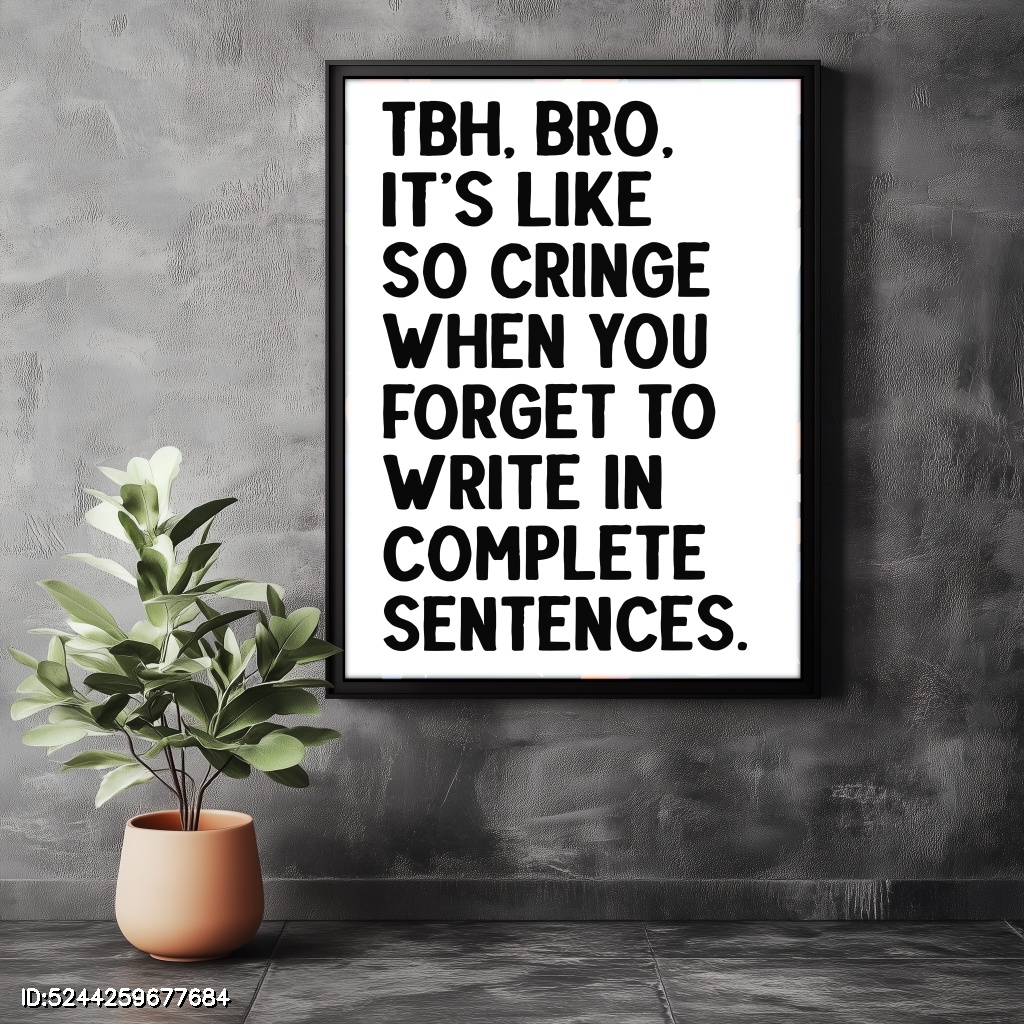 TBH, BRO,
IT'S LIKE
SO CRINGE
WHEN YOU
FORGET TO
WRITE IN
COMPLETE
SENTENCES.
ID:5244259677684